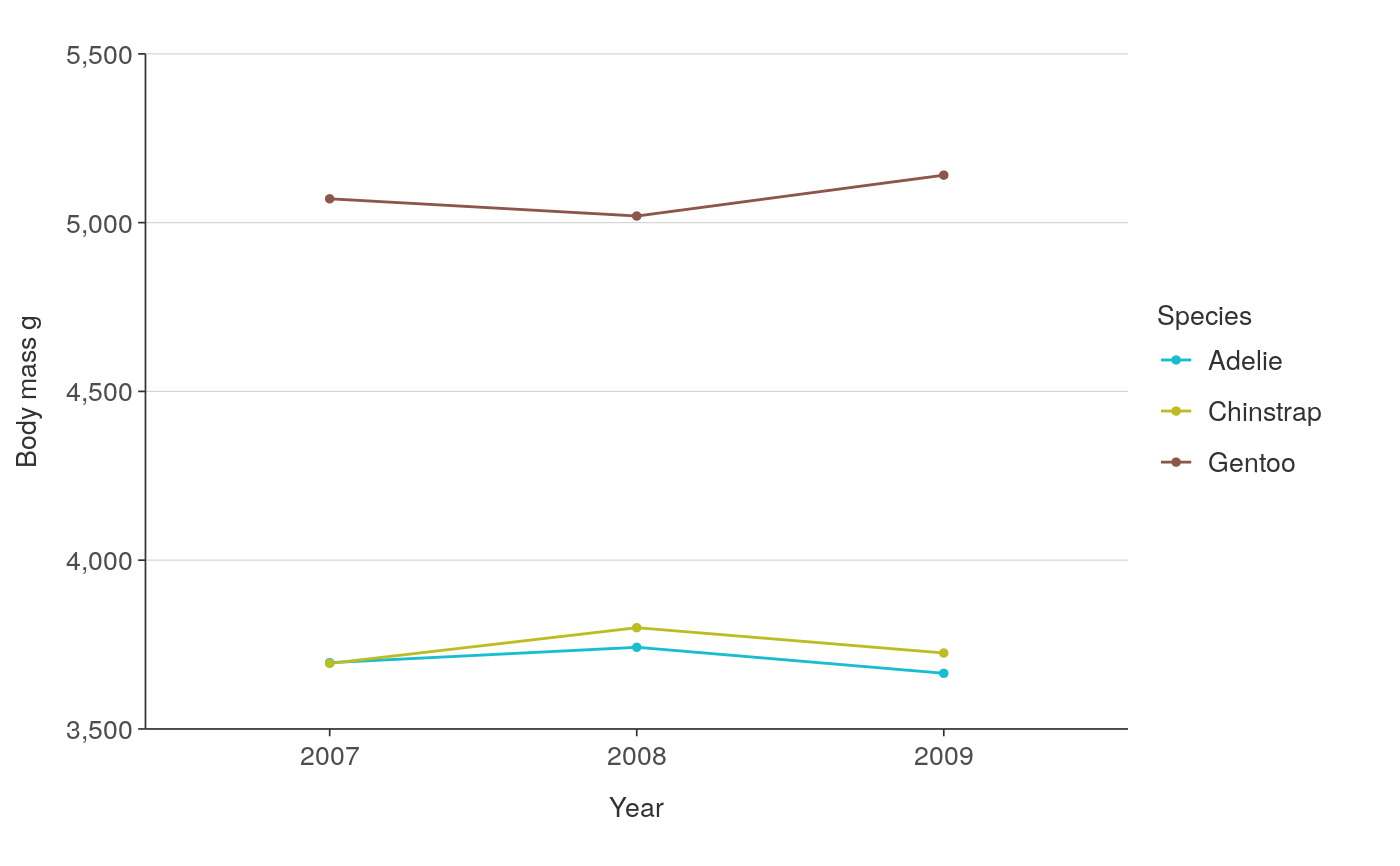 5,500
5,000
4,500
4,000
3,500
Body mass g
2007 2008 2009
Year
Species
Adelie
Chinstrap
Gentoo